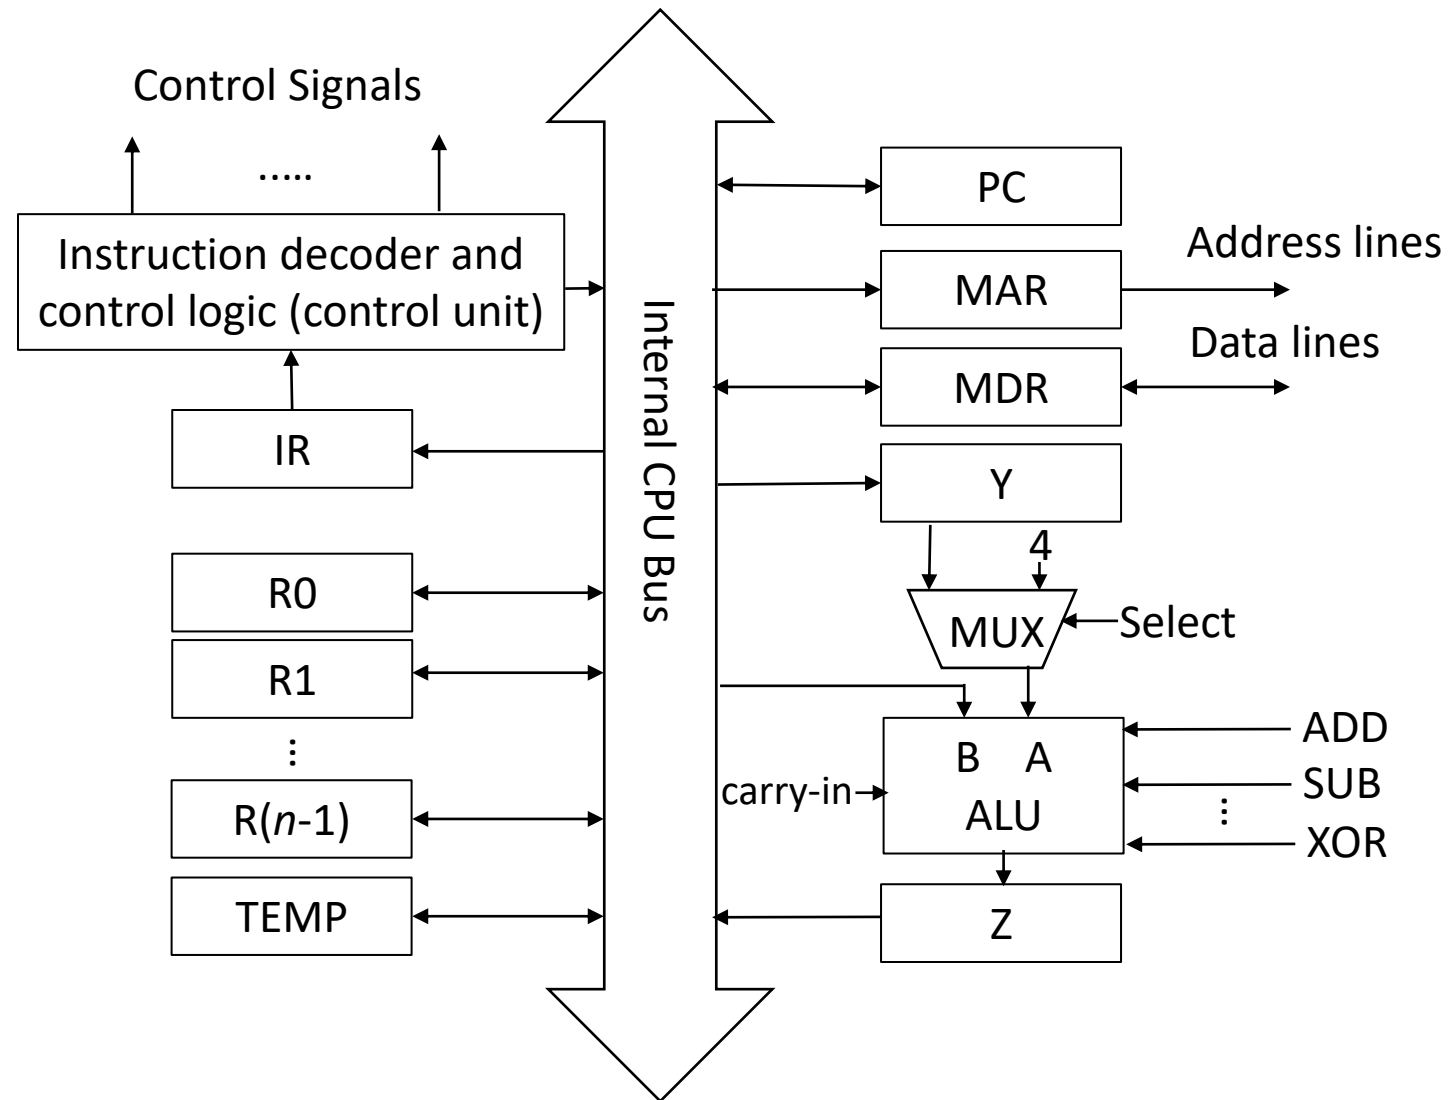 Control Signals
.....
Instruction decoder and
control logic (control unit)
IR
R0
R1
...
R(n-1)
TEMP
Internal CPU Bus
PC
MAR
Address lines
MDR
Data lines
Y
4
MUX
Select
B A
ALU
carry-in
ADD
SUB
...
XOR
Z